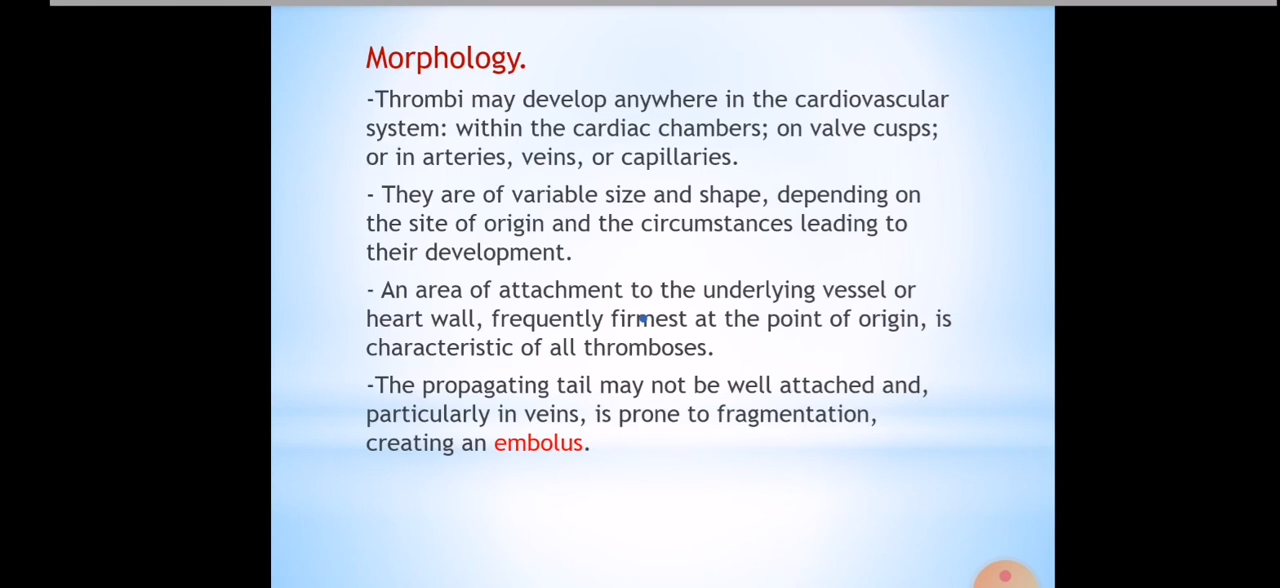 Morphology.
-Thrombi may develop anywhere in the cardiovascular
system: within the cardiac chambers; on valve cusps;
or in arteries, veins, or capillaries.
- They are of variable size and shape, depending on
the site of origin and the circumstances leading to
their development.
- An area of attachment to the underlying vessel or
heart wall, frequently firmest at the point of origin, is
characteristic of all thromboses.
-The propagating tail may not be well attached and,
particularly in veins, is prone to fragmentation,
creating an embolus.